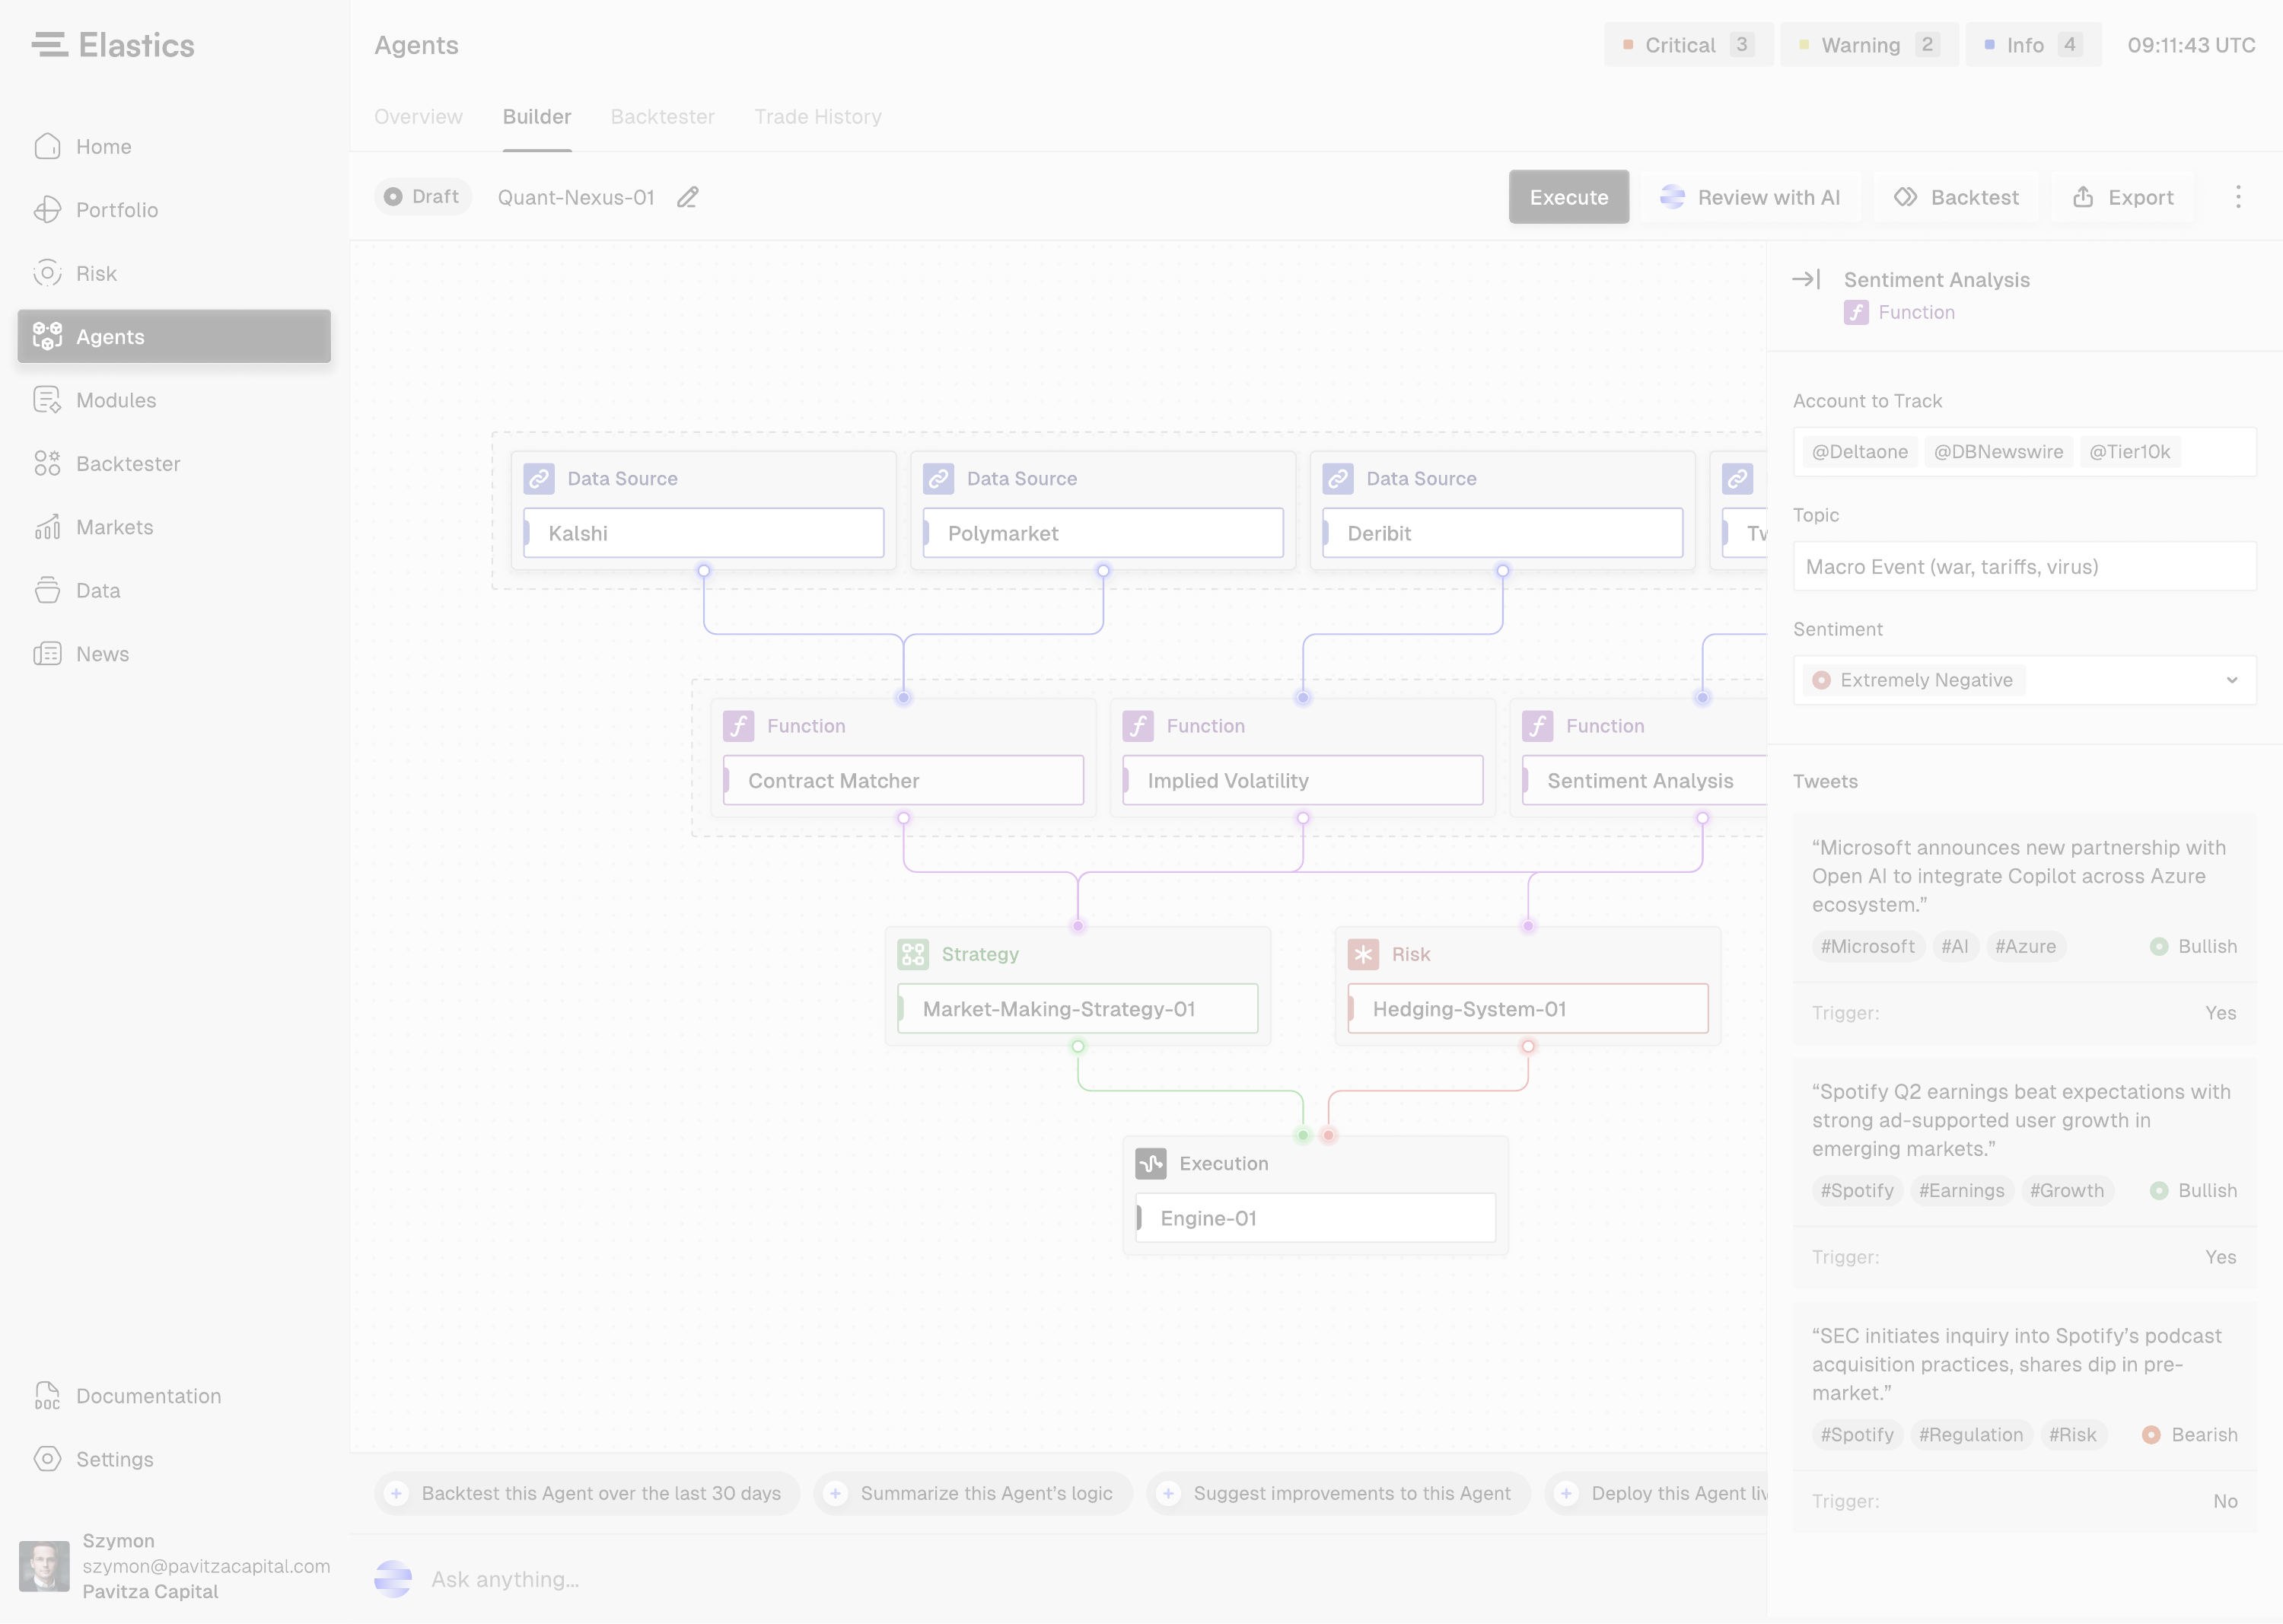 Elastics
Home
Portfolio
Risk
Agents
Modules
Backtester
Markets
Data
News
DOC
Documentation
Settings
Szymon
szymon@pavitzacapital.com
Pavitza Capital
Agents
Critical 3
Warning 2
Info 4
09:11:43 UTC
Overview
Builder
Backtester
Trade History
Draft
Quant-Nexus-01
Execute
Review with AI
Backtest
Export
Data Source
Kalshi
Data Source
Polymarket
Data Source
Deribit
Function
Contract Matcher
Function
Implied Volatility
Function
Sentiment Analysis
Strategy
Market-Making-Strategy-01
Risk
Hedging-System-01
Execution
Engine-01
Backtest this Agent over the last 30 days
Summarize this Agent’s logic
Suggest improvements to this Agent
Deploy this Agent
Ask anything...
Sentiment Analysis
Function
Account to Track
@Deltaone @DBNewswire @Tier10k
Topic
Macro Event (war, tariffs, virus)
Sentiment
Extremely Negative
Tweets
“Microsoft announces new partnership with
Open AI to integrate Copilot across Azure
ecosystem.”
#Microsoft #AI #Azure Bullish
Trigger: Yes
“Spotify Q2 earnings beat expectations with
strong ad-supported user growth in
emerging markets.”
#Spotify #Earnings #Growth Bullish
Trigger: Yes
“SEC initiates inquiry into Spotify’s podcast
acquisition practices, shares dip in pre-
market.”
#Spotify #Regulation #Risk Bearish
Trigger: No